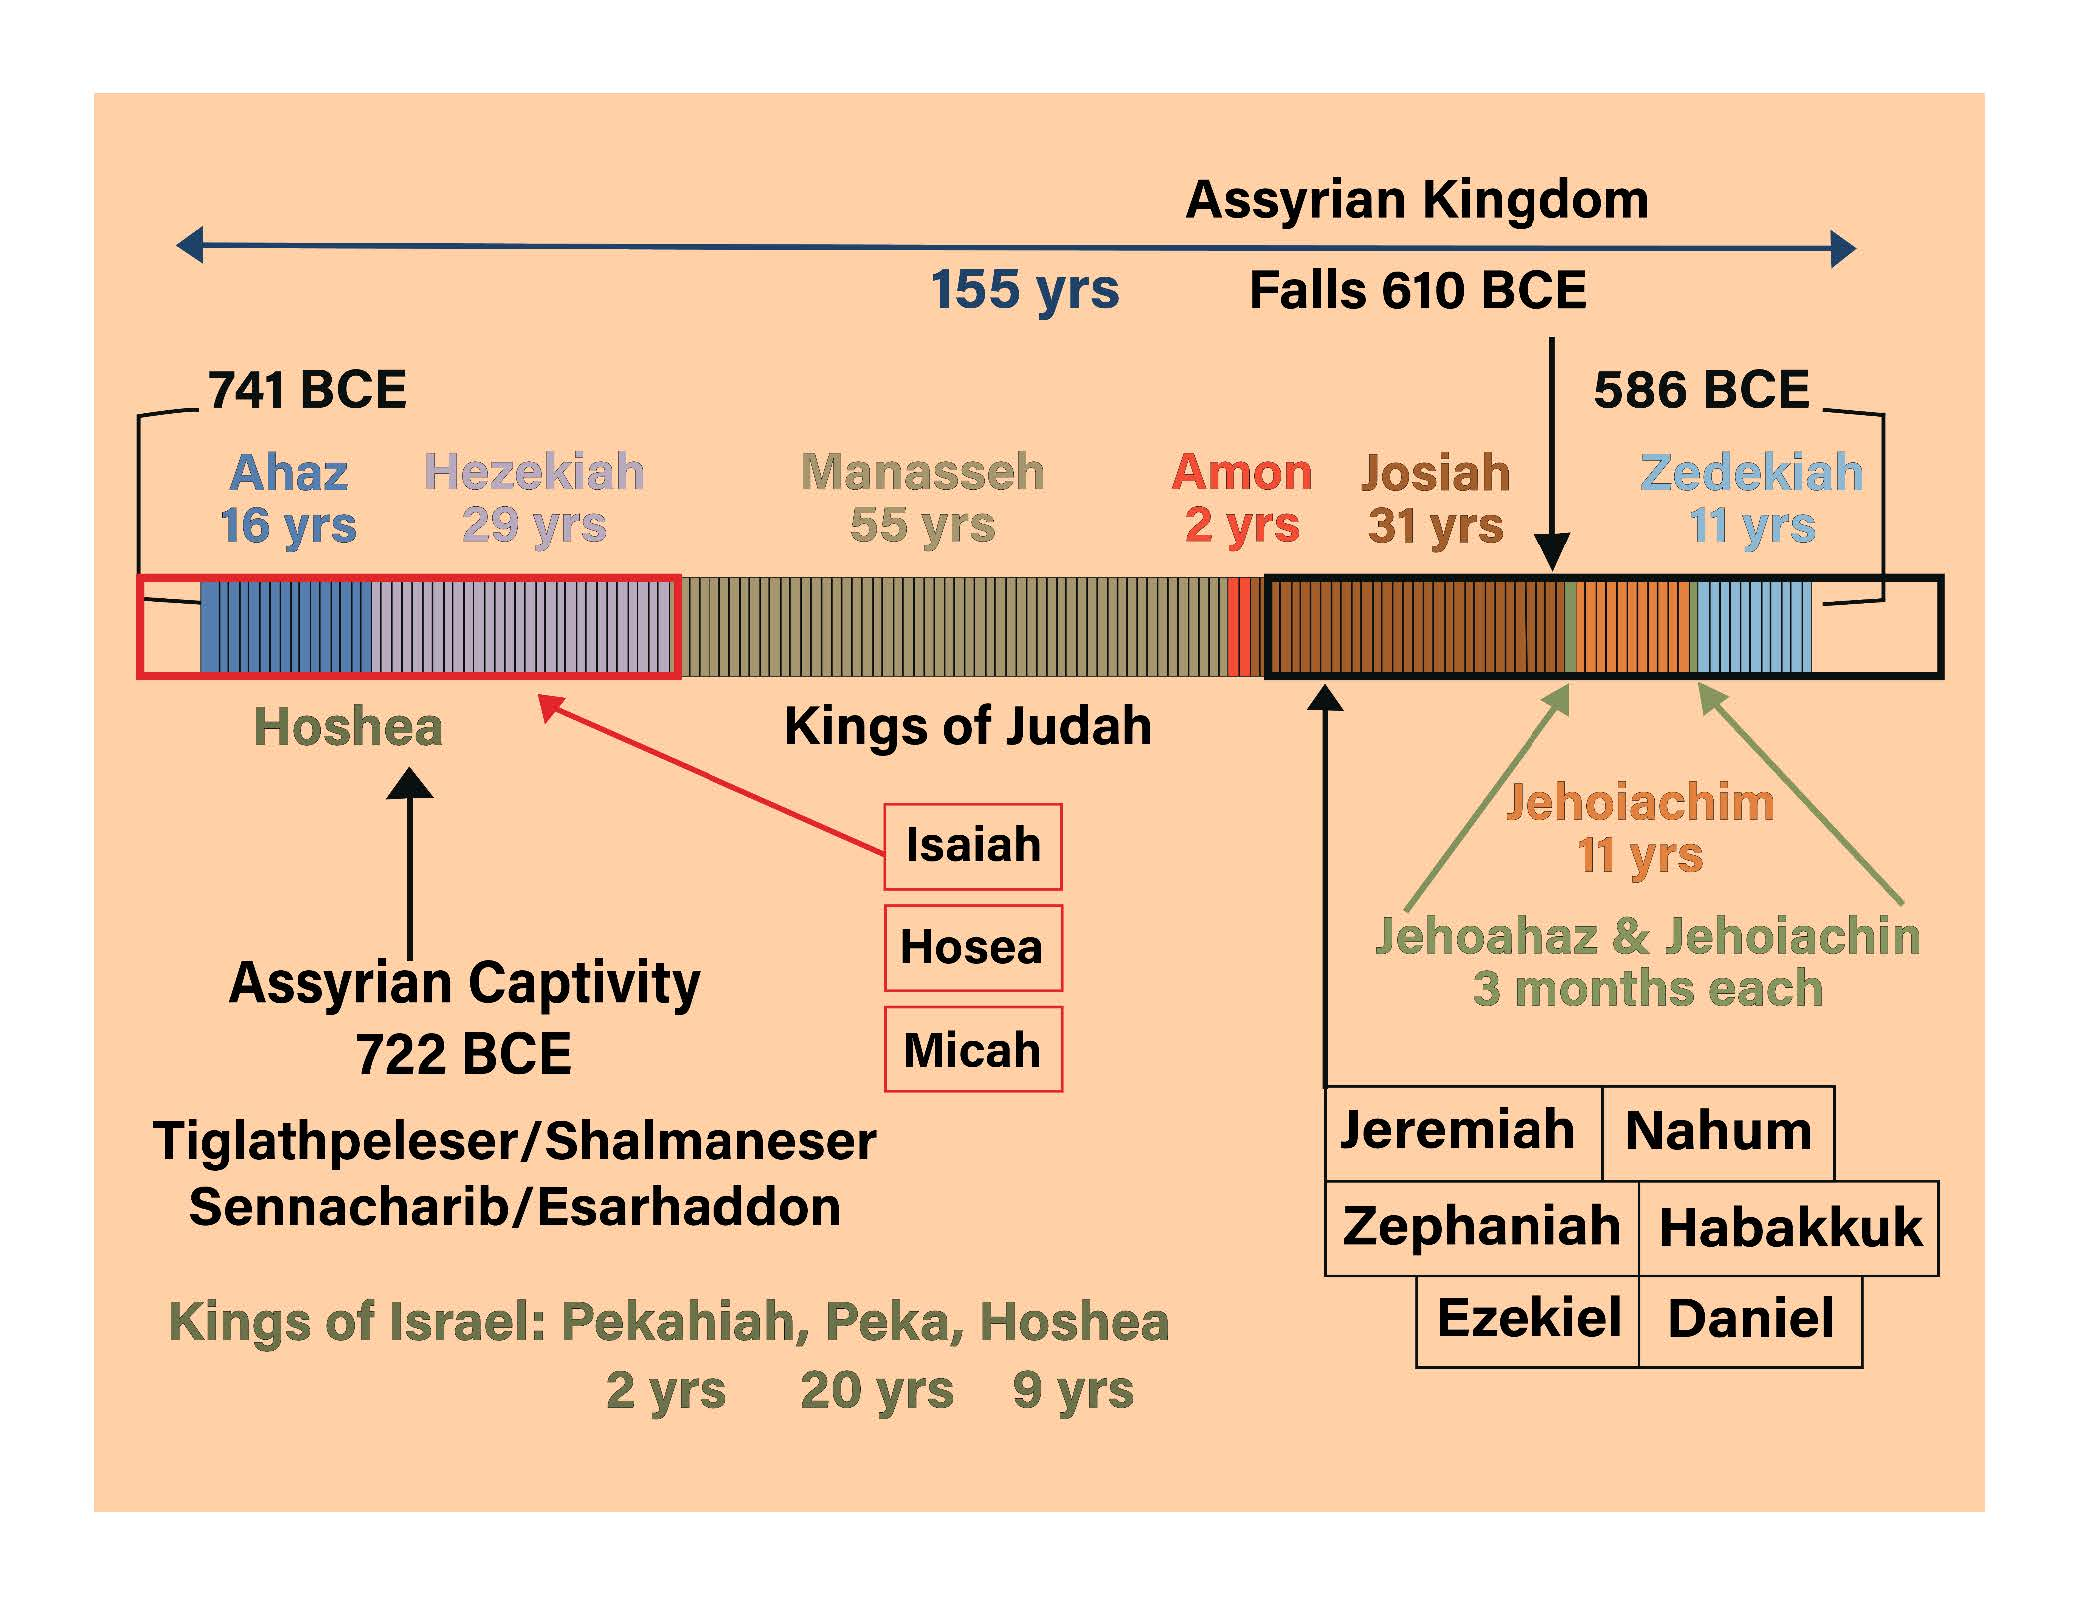 Assyrian Kingdom
155 yrs
Falls 610 BCE
741 BCE
586 BCE
Ahaz
16 yrs
Hezekiah
29 yrs
Manasseh
55 yrs
Amon
2 yrs
Josiah
31 yrs
Zedekiah
11 yrs
Hoshea
Kings of Judah
Isaiah
Hosea
Micah
Jehoiachim
11 yrs
Jehoahaz & Jehoiachin
3 months each
Assyrian Captivity
722 BCE
Tiglathpeleser/Shalmaneser
Sennacharib/Esarhaddon
Jeremiah
Nahum
Zephaniah
Habakkuk
Ezekiel
Daniel
Kings of Israel: Pekahiah, Peka, Hoshea
2 yrs 20 yrs 9 yrs